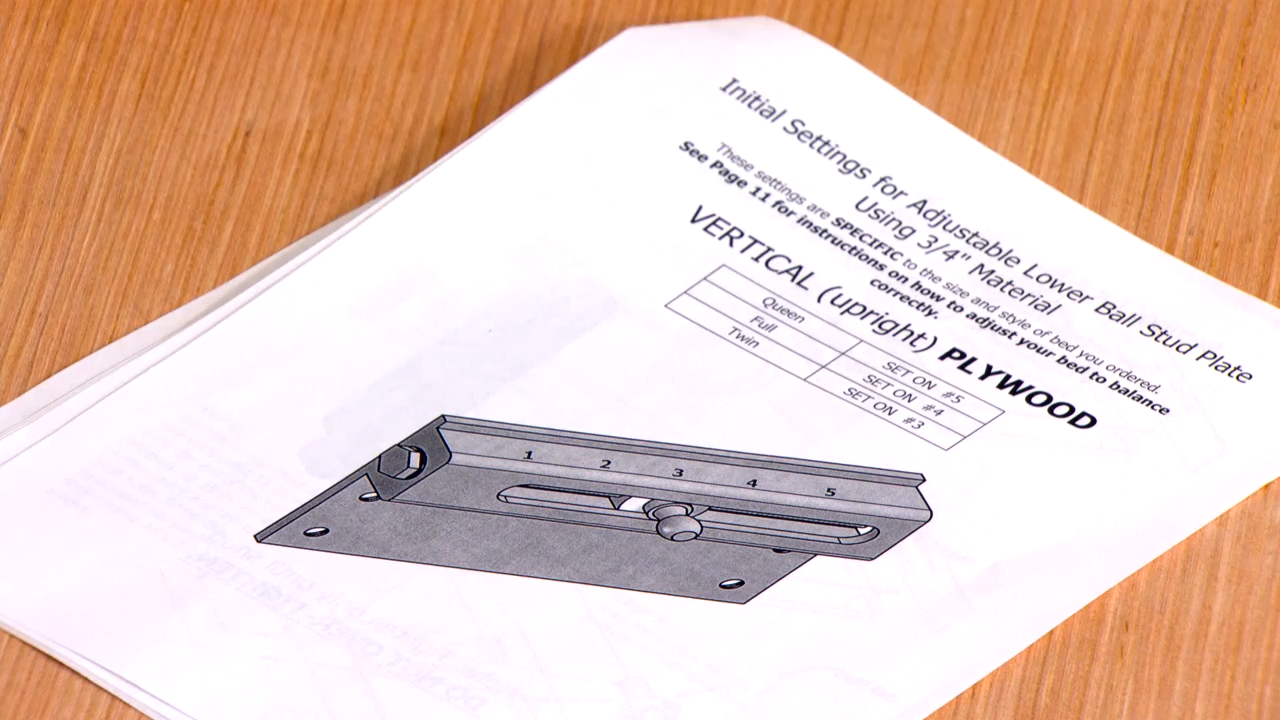 Initial Settings for Adjustable Lower Ball Stud Plate
Using 3/4" Material
These settings are SPECIFIC to the size and style of bed you ordered.
See Page 11 for instructions on how to adjust your bed to balance
correctly.
VERTICAL (upright) PLYWOOD
Queen SET ON #5
Full SET ON #4
Twin SET ON #3
1 2 3 4 5